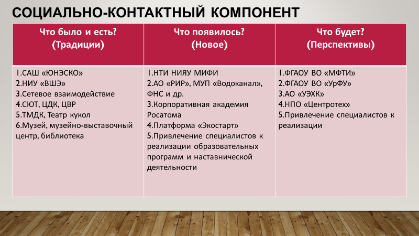 СОЦИАЛЬНО-КОНТАКТНЫЙ КОМПОНЕНТ
Что было и есть?
(Традиции)
1.САШ «ЮНЭСКО»
2.НИУ «ВШЭ»
3.Сетевое взаимодействие
4.СЮТ, ЦДК, ЦВР
5.ТМДК, Театр кукол
6.Музей, музейно-выставочный
центр, библиотека
Что появилось?
(Новое)
1.НТИ НИЯУ МИФИ
2.АО «РИР», МУП «Водоканал»,
ФНС и др.
3.Корпоративная академия
Росатома
4.Платформа «Экостарт»
5.Привлечение специалистов к
реализации образовательных
программ и наставнической
деятельности
Что будет?
(Перспективы)
1.ФГАОУ ВО «МФТИ»
2.ФГАОУ ВО «УрФУ»
3.АО «УЭХК»
4.НПО «Центротех»
5.Привлечение специалистов к
реализации